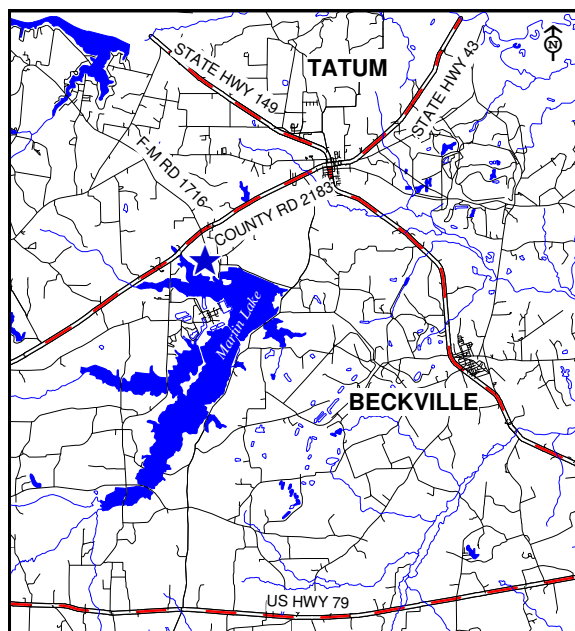 TATUM
N
STATE HWY 149
STATE HWY 43
F-M RD 1716
COUNTY RD 2183
Martin Lake
BECKVILLE
US HWY 79